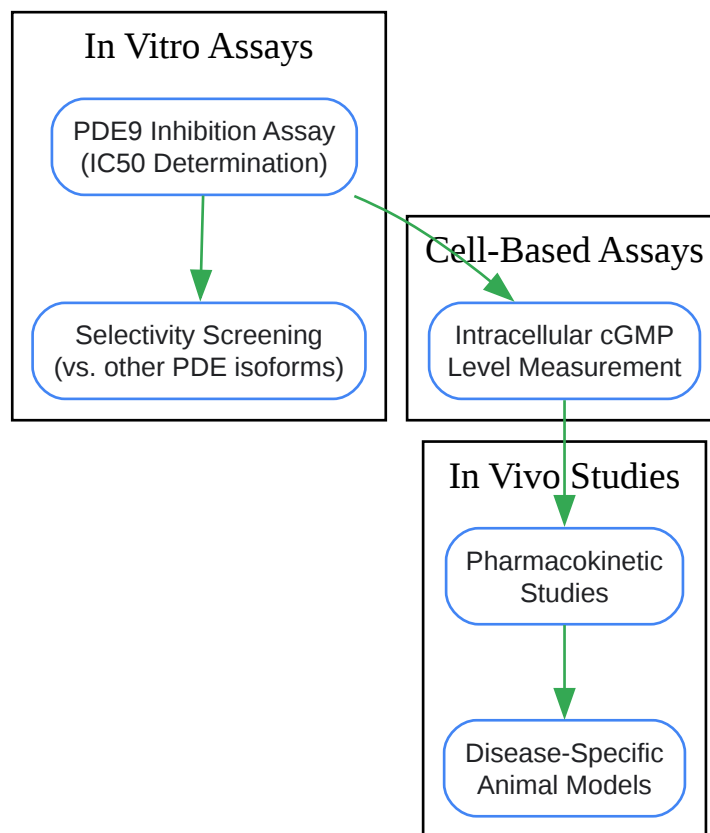 In Vitro Assays
PDE9 Inhibition Assay
(IC50 Determination)
Selectivity Screening
(vs. other PDE isoforms)
Cell-Based Assays
Intracellular cGMP
Level Measurement
In Vivo Studies
Pharmacokinetic
Studies
Disease-Specific
Animal Models